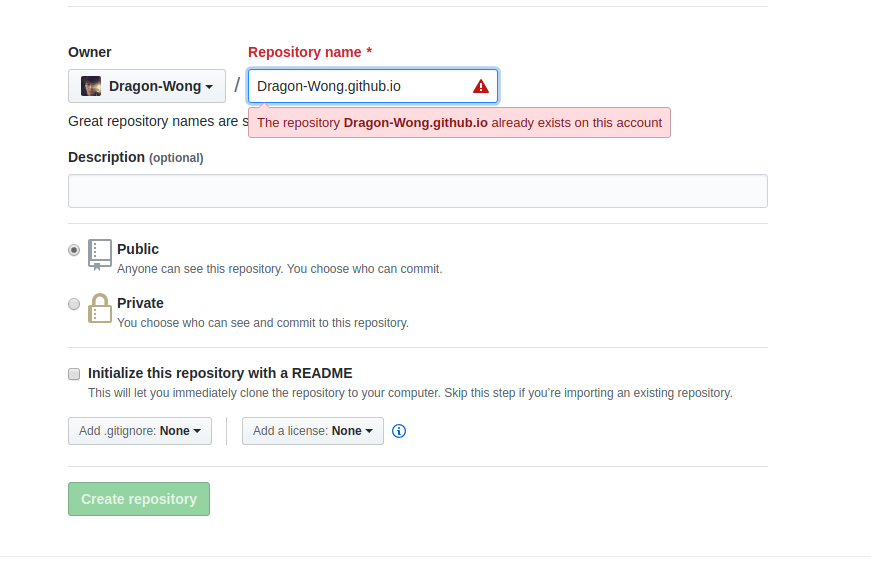 Owner
Repository name *
Dragon-Wong / Dragon-Wong.github.io
The repository Dragon-Wong.github.io already exists on this account
Great repository names are s
Description (optional)
Public
Anyone can see this repository. You choose who can commit.
Private
You choose who can see and commit to this repository.
Initialize this repository with a README
This will let you immediately clone the repository to your computer. Skip this step if you’re importing an existing repository.
Add .gitignore: None
Add a license: None
Create repository